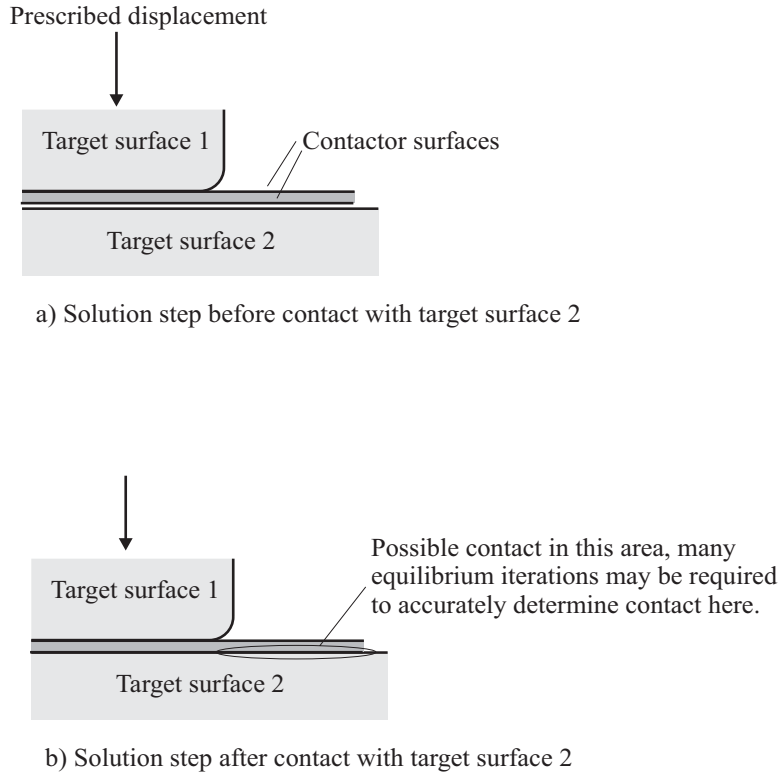 Prescribed displacement
Target surface 1
Contactor surfaces
Target surface 2
a) Solution step before contact with target surface 2
Possible contact in this area, many
equilibrium iterations may be required
to accurately determine contact here.
Target surface 1
Target surface 2
b) Solution step after contact with target surface 2